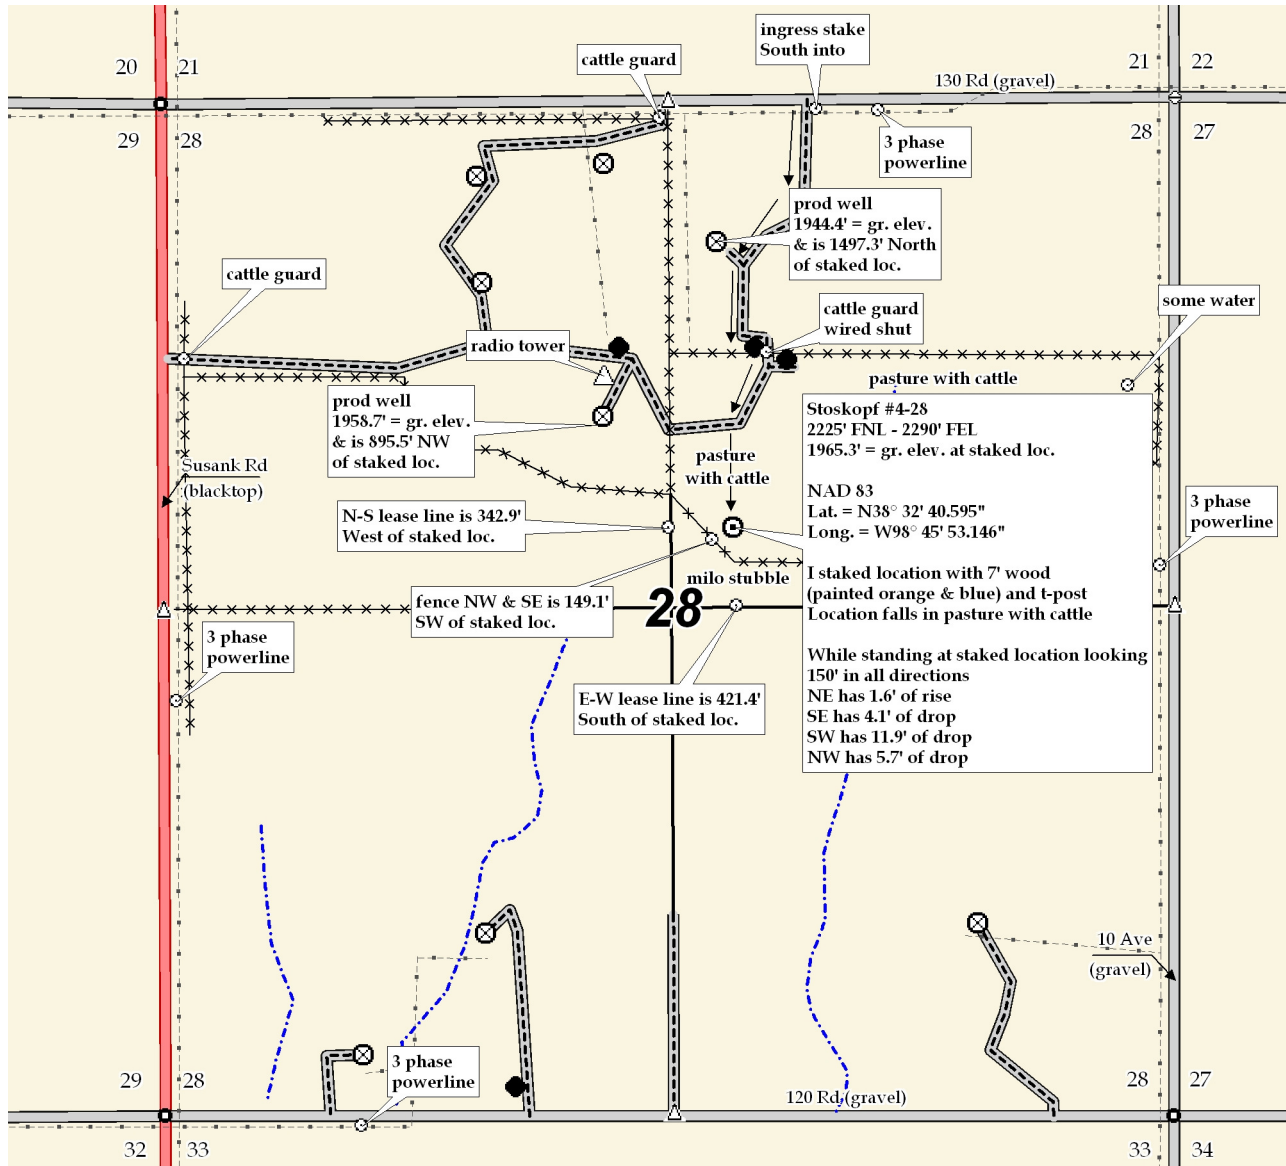 ingress stake
South into
cattle guard
20
21
21
22
130 Rd (gravel)
29
28
28
27
3 phase
powerline
prod well
1944.4' = gr. elev.
& is 1497.3' North
of staked loc.
cattle guard
cattle guard
wired shut
some water
radio tower
pasture with cattle
prod well
1958.7' = gr. elev.
& is 895.5' NW
of staked loc.
Stoskopf #4-28
2225' FNL - 2290' FEL
1965.3' = gr. elev. at staked loc.
NAD 83
Lat. = N38° 32' 40.595"
Long. = W98° 45' 53.146"
I staked location with 7' wood
(painted orange & blue) and t-post
Location falls in pasture with cattle
While standing at staked location looking
150' in all directions
NE has 1.6' of rise
SE has 4.1' of drop
SW has 11.9' of drop
NW has 5.7' of drop
pasture
with cattle
Susank Rd
(blacktop)
3 phase
powerline
N-S lease line is 342.9'
West of staked loc.
milo stubble
fence NW & SE is 149.1'
SW of staked loc.
28
3 phase
powerline
E-W lease line is 421.4'
South of staked loc.
10 Ave
(gravel)
3 phase
powerline
29
28
120 Rd (gravel)
28
27
32
33
33
34